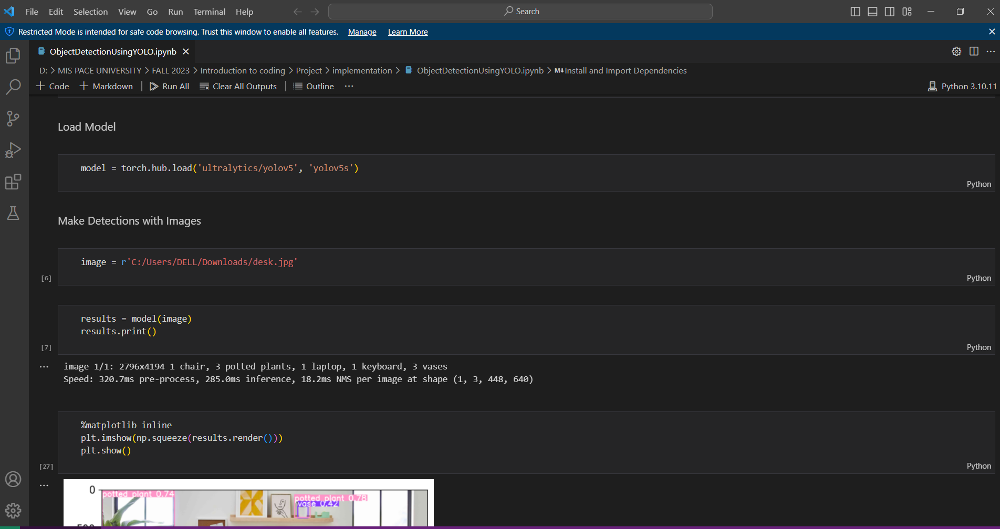 File Edit Selection View Go Run Terminal Help
Search
Restricted Mode is intended for safe code browsing. Trust this window to enable all features. Manage Learn More
ObjectDetectionUsingYOLO.ipynb
D: > MIS PACE UNIVERSITY > FALL 2023 > Introduction to coding > Project > implementation > ObjectDetectionUsingYOLO.ipynb > M↓Install and Import Dependencies
+ Code + Markdown | Run All Clear All Outputs | Outline ...
Python 3.10.11
Load Model
model = torch.hub.load('ultralytics/yolov5', 'yolov5s')
Python
Make Detections with Images
image = r'C:/Users/DELL/Downloads/desk.jpg'
[6]
Python
results = model(image)
results.print()
[7]
Python
... image 1/1: 2796x4194 1 chair, 3 potted plants, 1 laptop, 1 keyboard, 3 vases
Speed: 320.7ms pre-process, 285.0ms inference, 18.2ms NMS per image at shape (1, 3, 448, 640)
%matplotlib inline
plt.imshow(np.squeeze(results.render()))
plt.show()
[27]
Python
...
0
potted plant 0.74
potted plant 0.78
vase 0.42
500